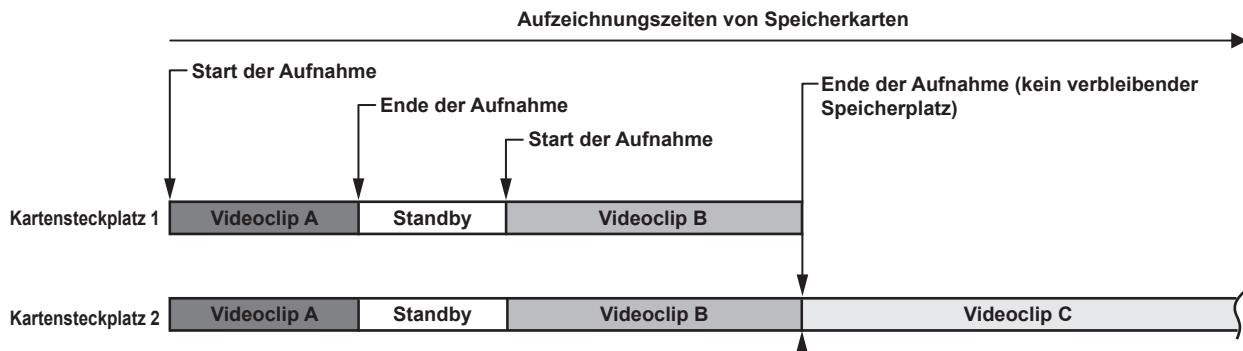 Aufzeichnungszeiten von Speicherkarten
Start der Aufnahme
Ende der Aufnahme (kein verbleibender
Speicherplatz)
Ende der Aufnahme
Start der Aufnahme
Kartensteckplatz 1
Videoclip A
Standby
Videoclip B
Kartensteckplatz 2
Videoclip A
Standby
Videoclip B
Videoclip C